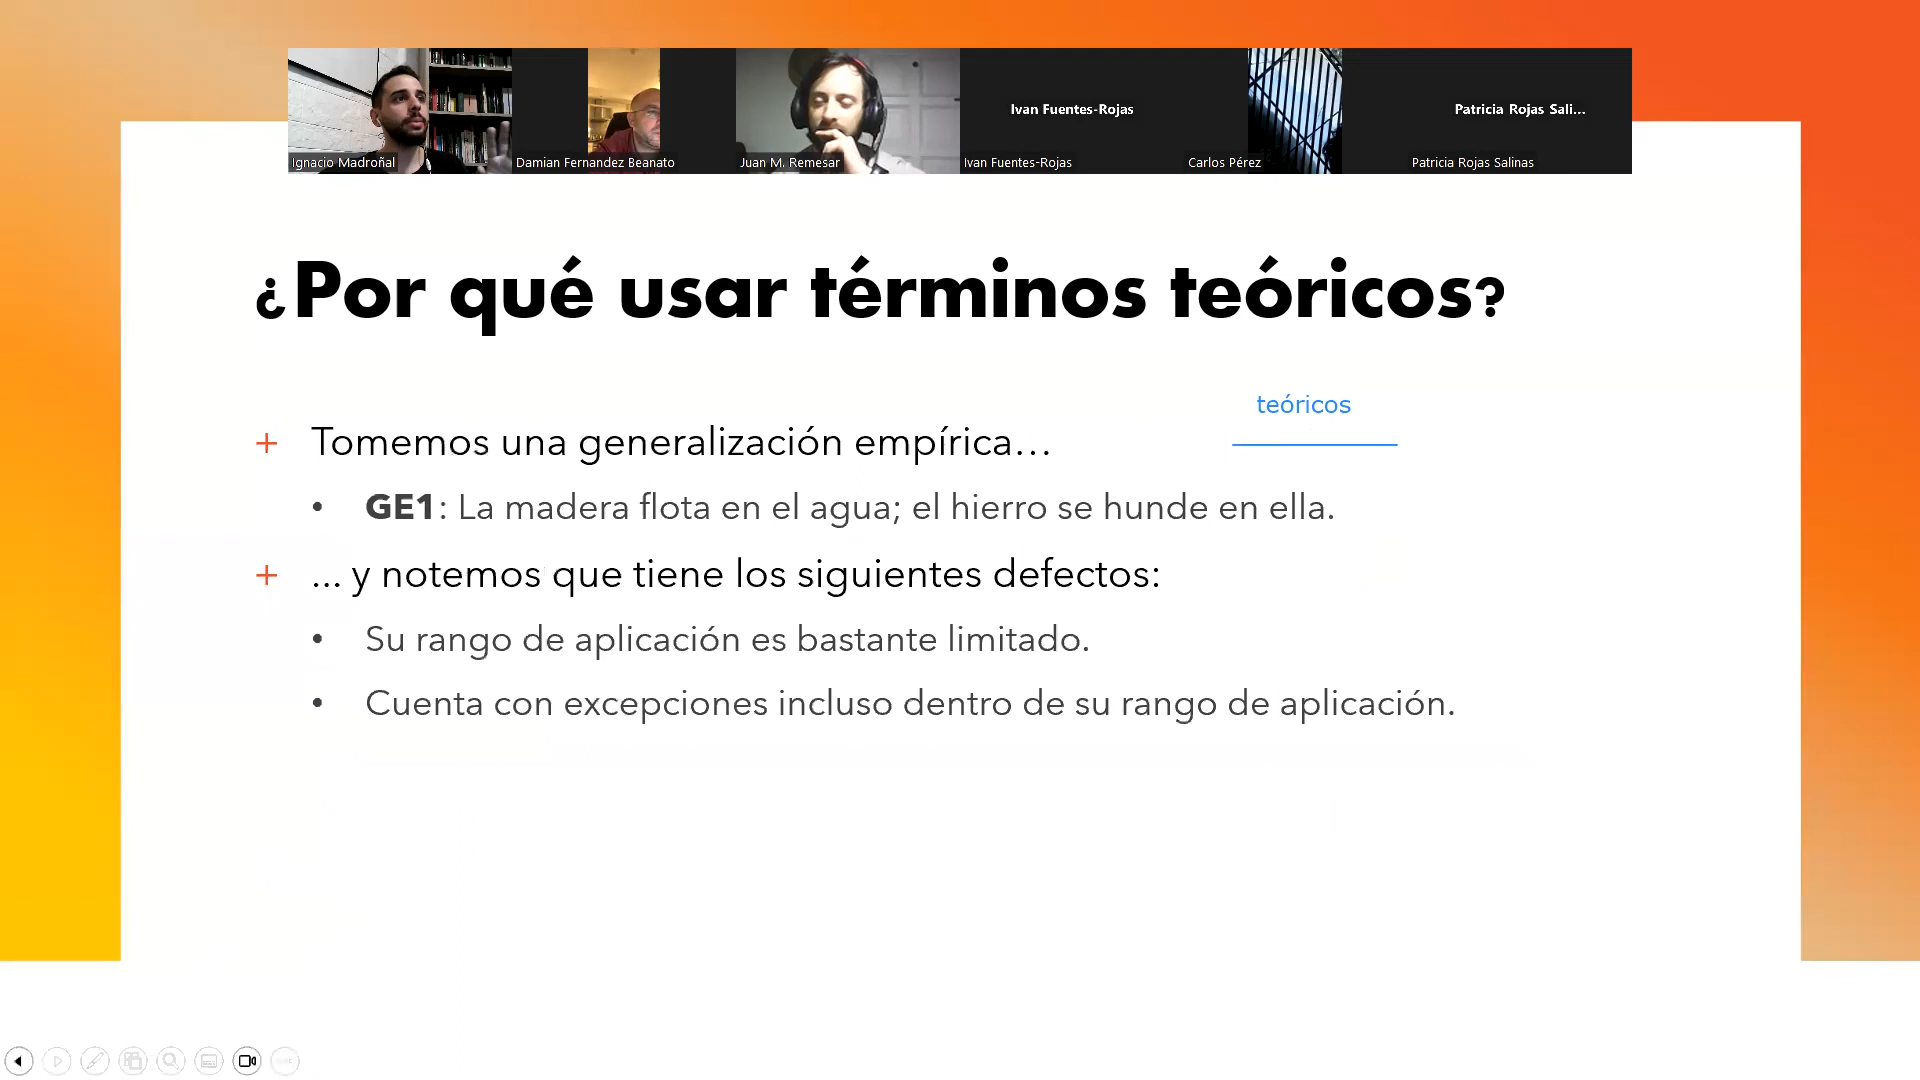 Ivan Fuentes-Rojas
Patricia Rojas Sali...
Ignacio Madroñal
Damian Fernandez Beanato
Juan M. Remesar
Ivan Fuentes-Rojas
Carlos Pérez
Patricia Rojas Salinas
¿Por qué usar términos teóricos?
teóricos
+ Tomemos una generalización empírica...
• GE1: La madera flota en el agua; el hierro se hunde en ella.
+ ... y notemos que tiene los siguientes defectos:
• Su rango de aplicación es bastante limitado.
• Cuenta con excepciones incluso dentro de su rango de aplicación.